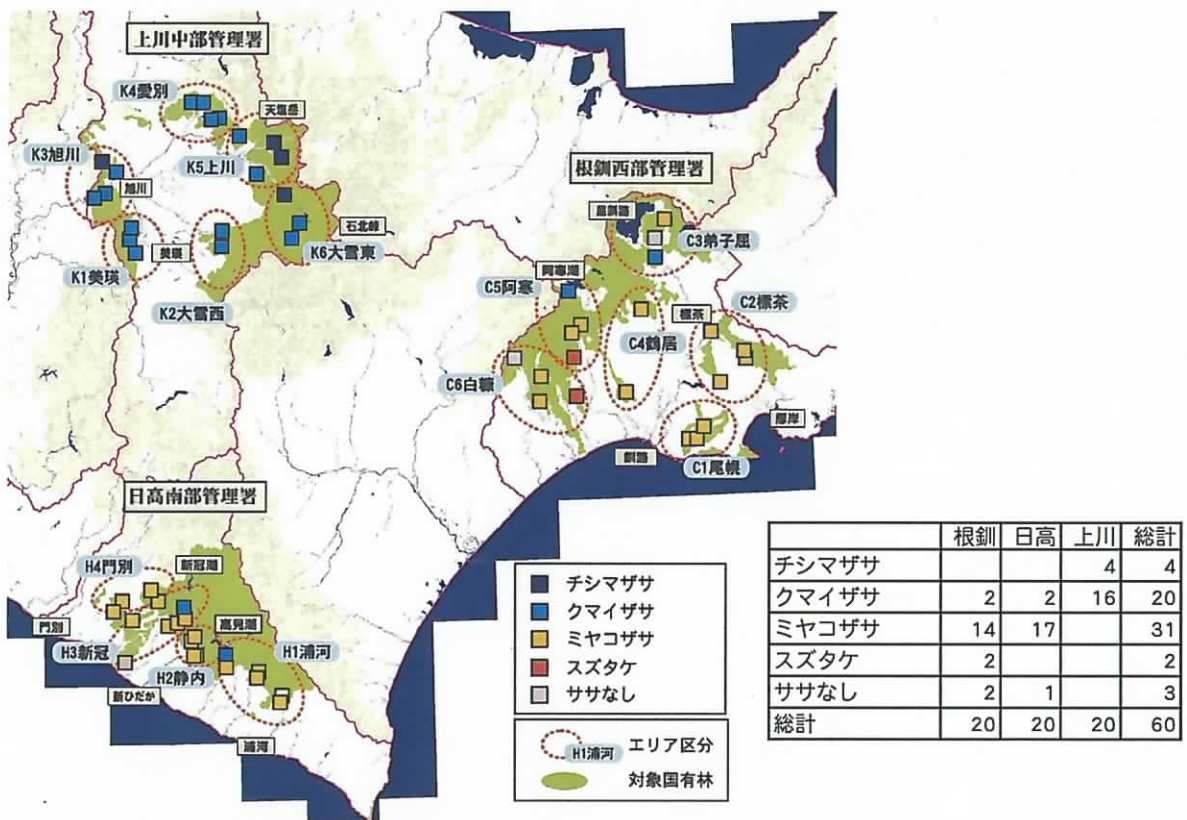 上川中部管理署
K4愛別
天塩岳
K3旭川
K5上川
旭川
根釧西部管理署
屈斜路
石北峠
美瑛
K6大雪東
C3弟子屈
K1美瑛
阿寒湖
C5阿寒
C2標茶
K2大雪西
標茶
C4鶴居
C6白糠
厚岸
釧路
C1尾幌
日高南部管理署
H4門別
新冠湖
門別
高見湖
H3新冠
H1浦河
H2静内
新ひだか
浦河
チシマザサ
クマイザサ
ミヤコザサ
スズタケ
ササなし
H1浦河 エリア区分
対象国有林
根釧 日高 上川 総計
チシマザサ 4 4
クマイザサ 2 2 16 20
ミヤコザサ 14 17 31
スズタケ 2 2
ササなし 2 1 3
総計 20 20 20 60